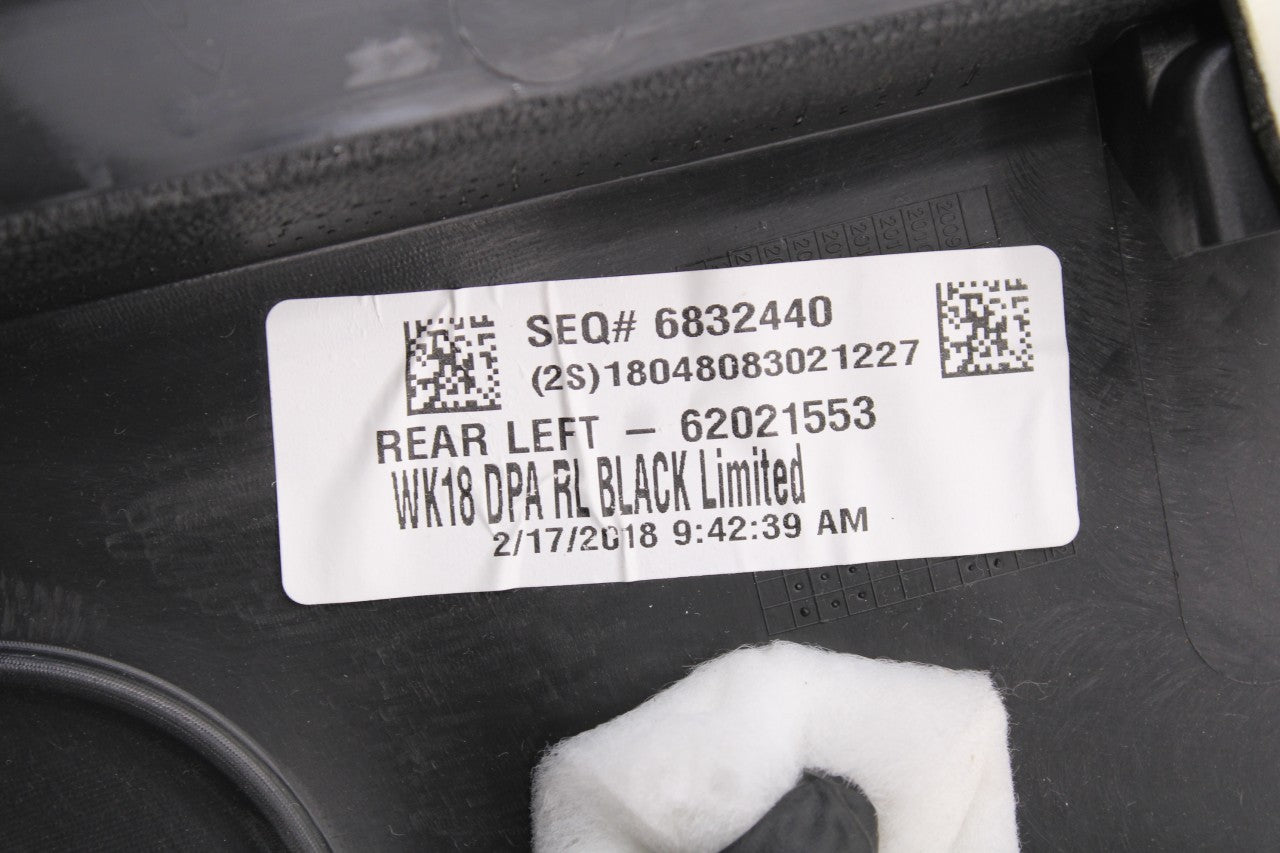 SEQ# 6832440
(2S)18048083021227
REAR LEFT – 62021553
WK18 DPA RL BLACK Limited
2/17/2018 9:42:39 AM
2009